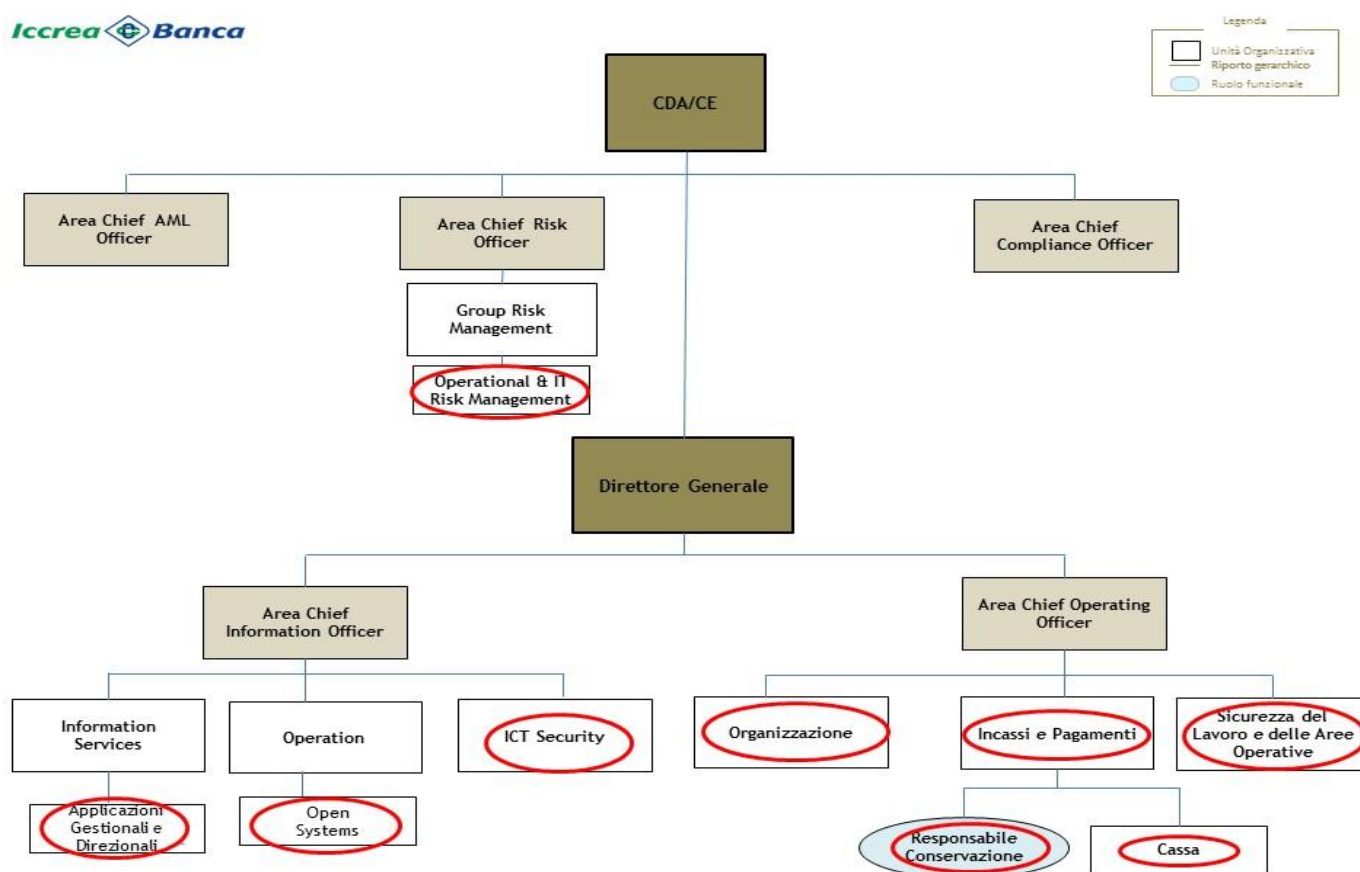 Iccrea Banca
Legenda
Unità Organizzativa
Riporto gerarchico
Ruolo funzionale
CDA/CE
Area Chief AML
Officer
Area Chief Risk
Officer
Area Chief
Compliance Officer
Group Risk
Management
Operational & IT
Risk Management
Direttore Generale
Area Chief
Information Officer
Area Chief Operating
Officer
Information
Services
Operation
ICT Security
Organizzazione
Incassi e Pagamenti
Sicurezza del
Lavoro e delle Aree
Operative
Applicazioni
Gestionali e
Direzionali
Open
Systems
Responsabile
Conservazione
Cassa